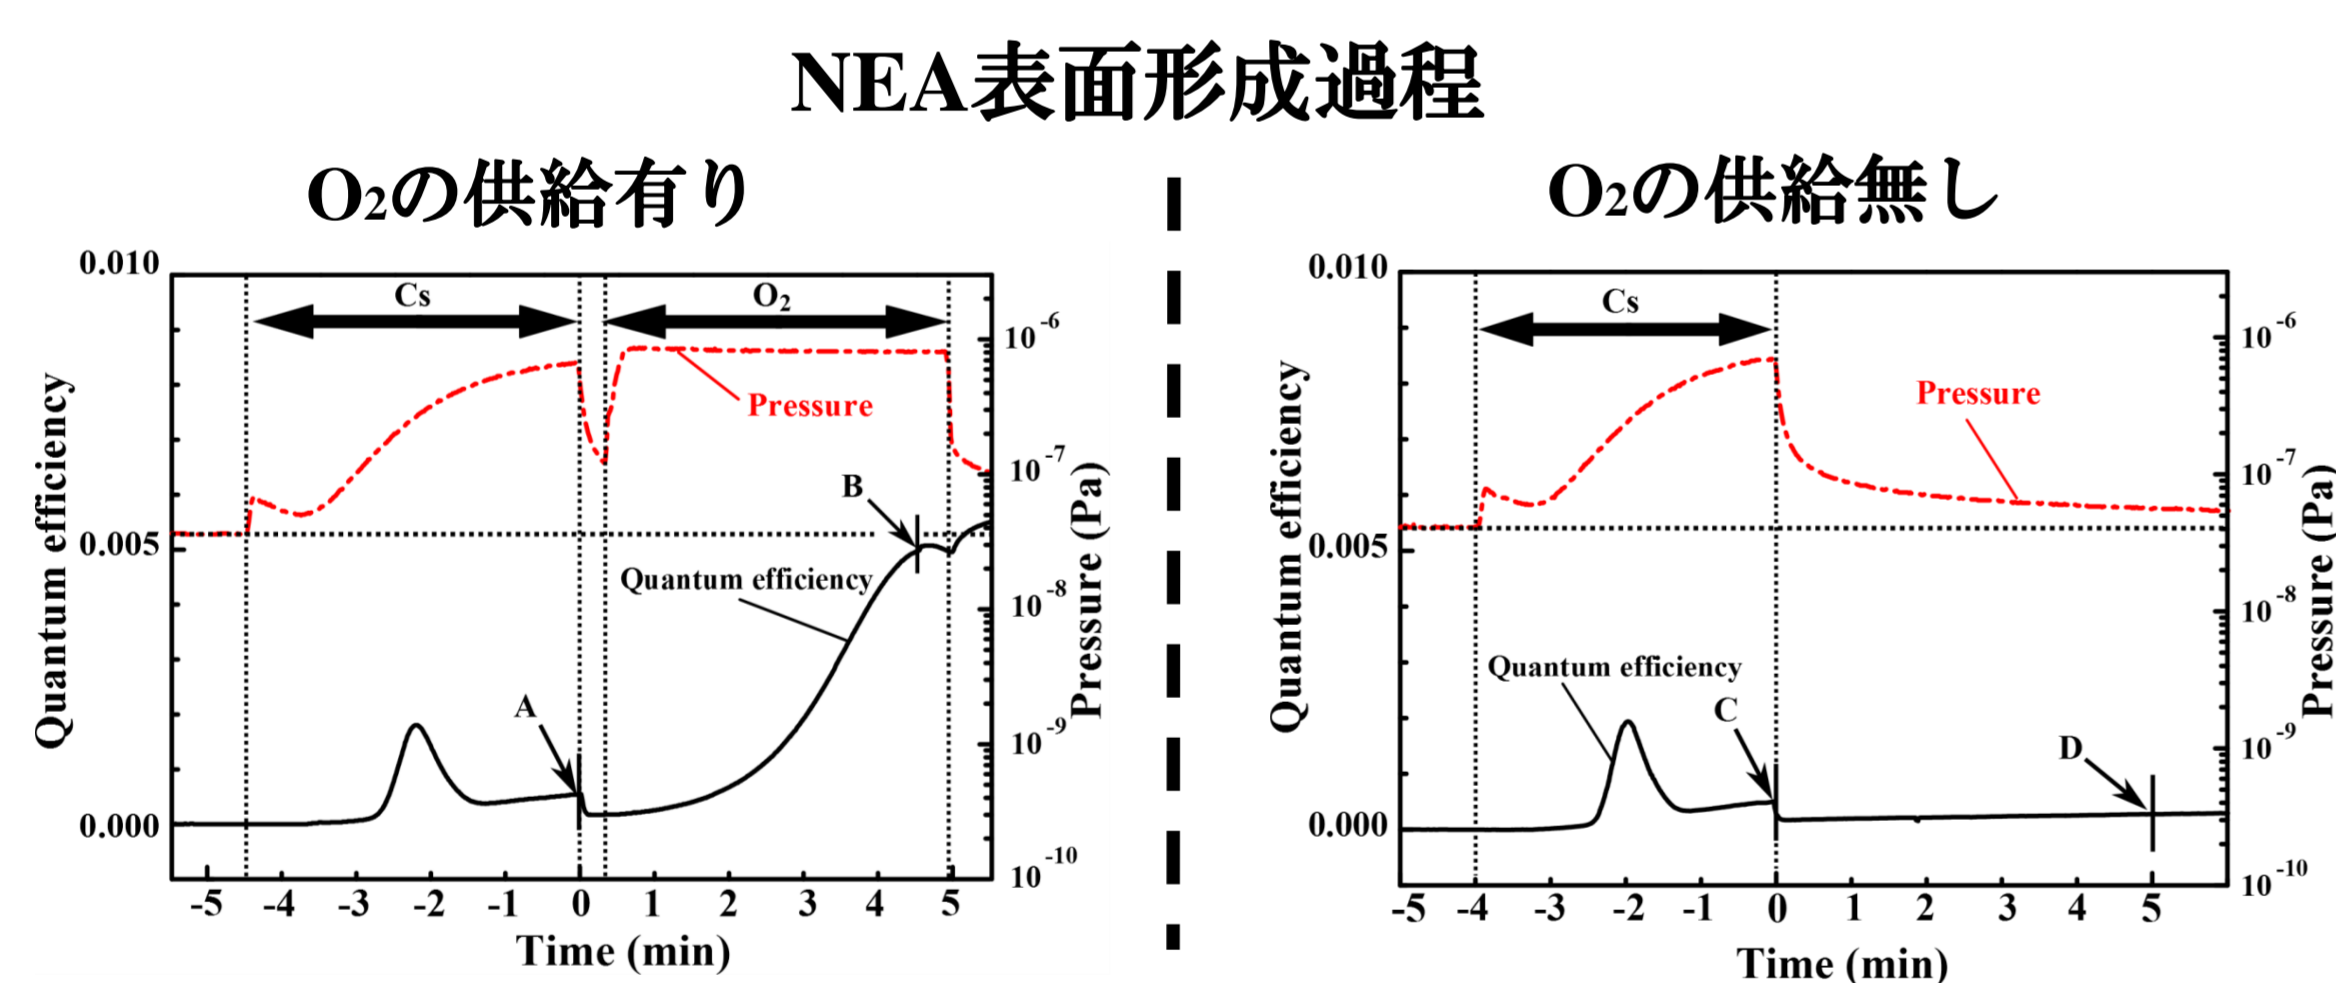 NEA表面形成過程
O2の供給有り
0.010
0.005
0.000
Quantum efficiency
Cs
O2
Pressure
B
Quantum efficiency
A
10-6
10-7
10-8
10-9
10-10
Pressure (Pa)
-5 -4 -3 -2 -1 0 1 2 3 4 5
Time (min)
O2の供給無し
0.010
0.005
0.000
Quantum efficiency
Cs
Pressure
Quantum efficiency
C
D
10-6
10-7
10-8
10-9
10-10
Pressure (Pa)
-5 -4 -3 -2 -1 0 1 2 3 4 5
Time (min)